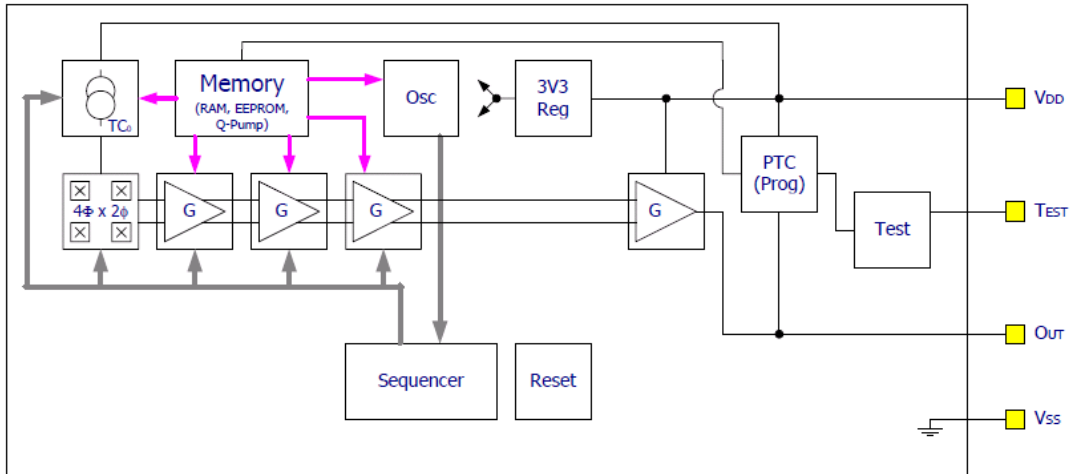 Memory
(RAM, EEPROM,
Q-Pump)
TC₀
Osc
3V3
Reg
VDD
PTC
(Prog)
4Φ x 2ϕ
G
G
G
G
Test
TEST
Sequencer
Reset
OUT
VSS